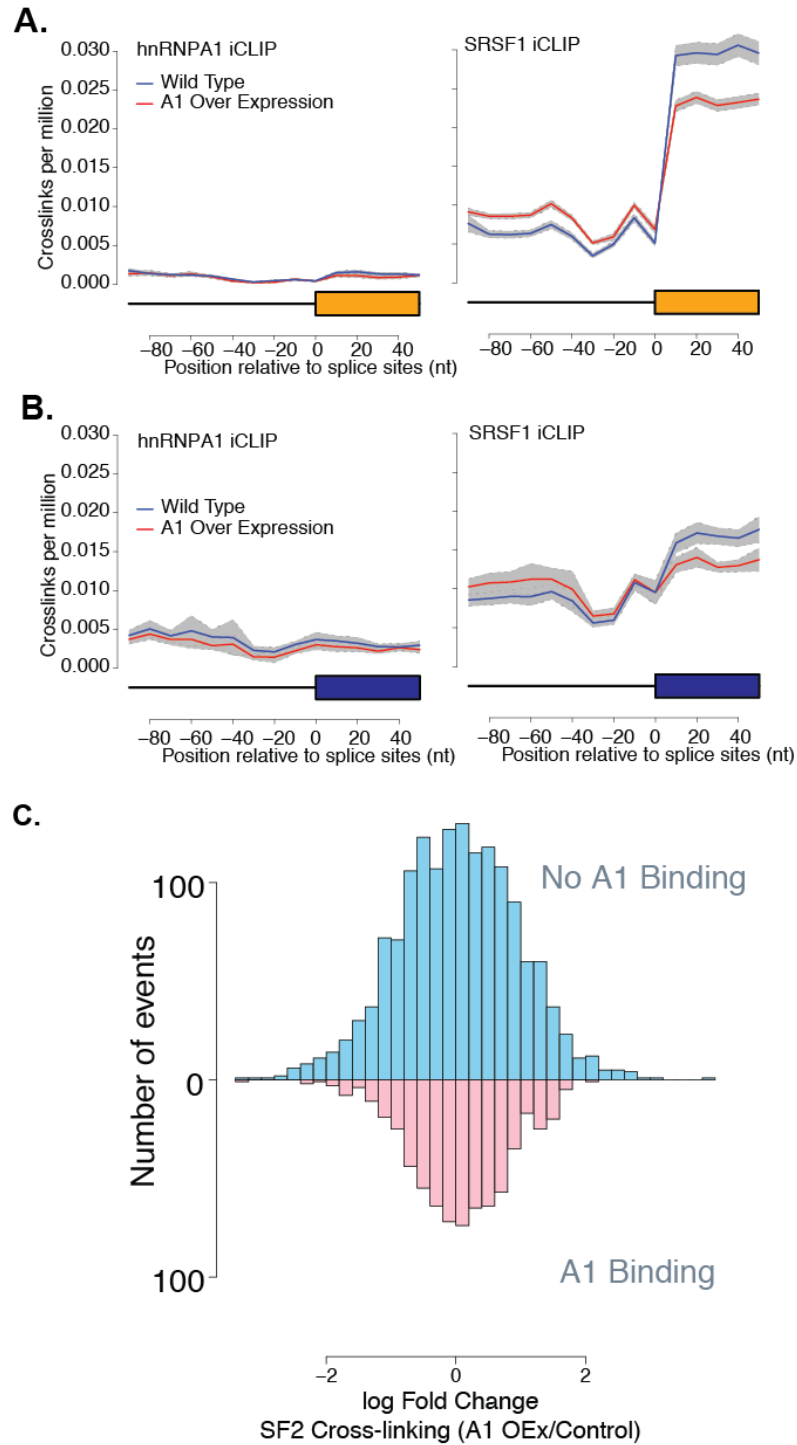 A.
hnRNPA1 iCLIP
SRSF1 iCLIP
Wild Type
A1 Over Expression
Crosslinks per million
0.030
0.025
0.020
0.015
0.010
0.005
0.000
−80 −60 −40 −20 0 20 40
−80 −60 −40 −20 0 20 40
Position relative to splice sites (nt)
Position relative to splice sites (nt)
B.
hnRNPA1 iCLIP
SRSF1 iCLIP
Wild Type
A1 Over Expression
Crosslinks per million
0.030
0.025
0.020
0.015
0.010
0.005
0.000
−80 −60 −40 −20 0 20 40
−80 −60 −40 −20 0 20 40
Position relative to splice sites (nt)
Position relative to splice sites (nt)
C.
No A1 Binding
A1 Binding
Number of events
100
0
100
−2 0 2
log Fold Change
SF2 Cross-linking (A1 OEx/Control)